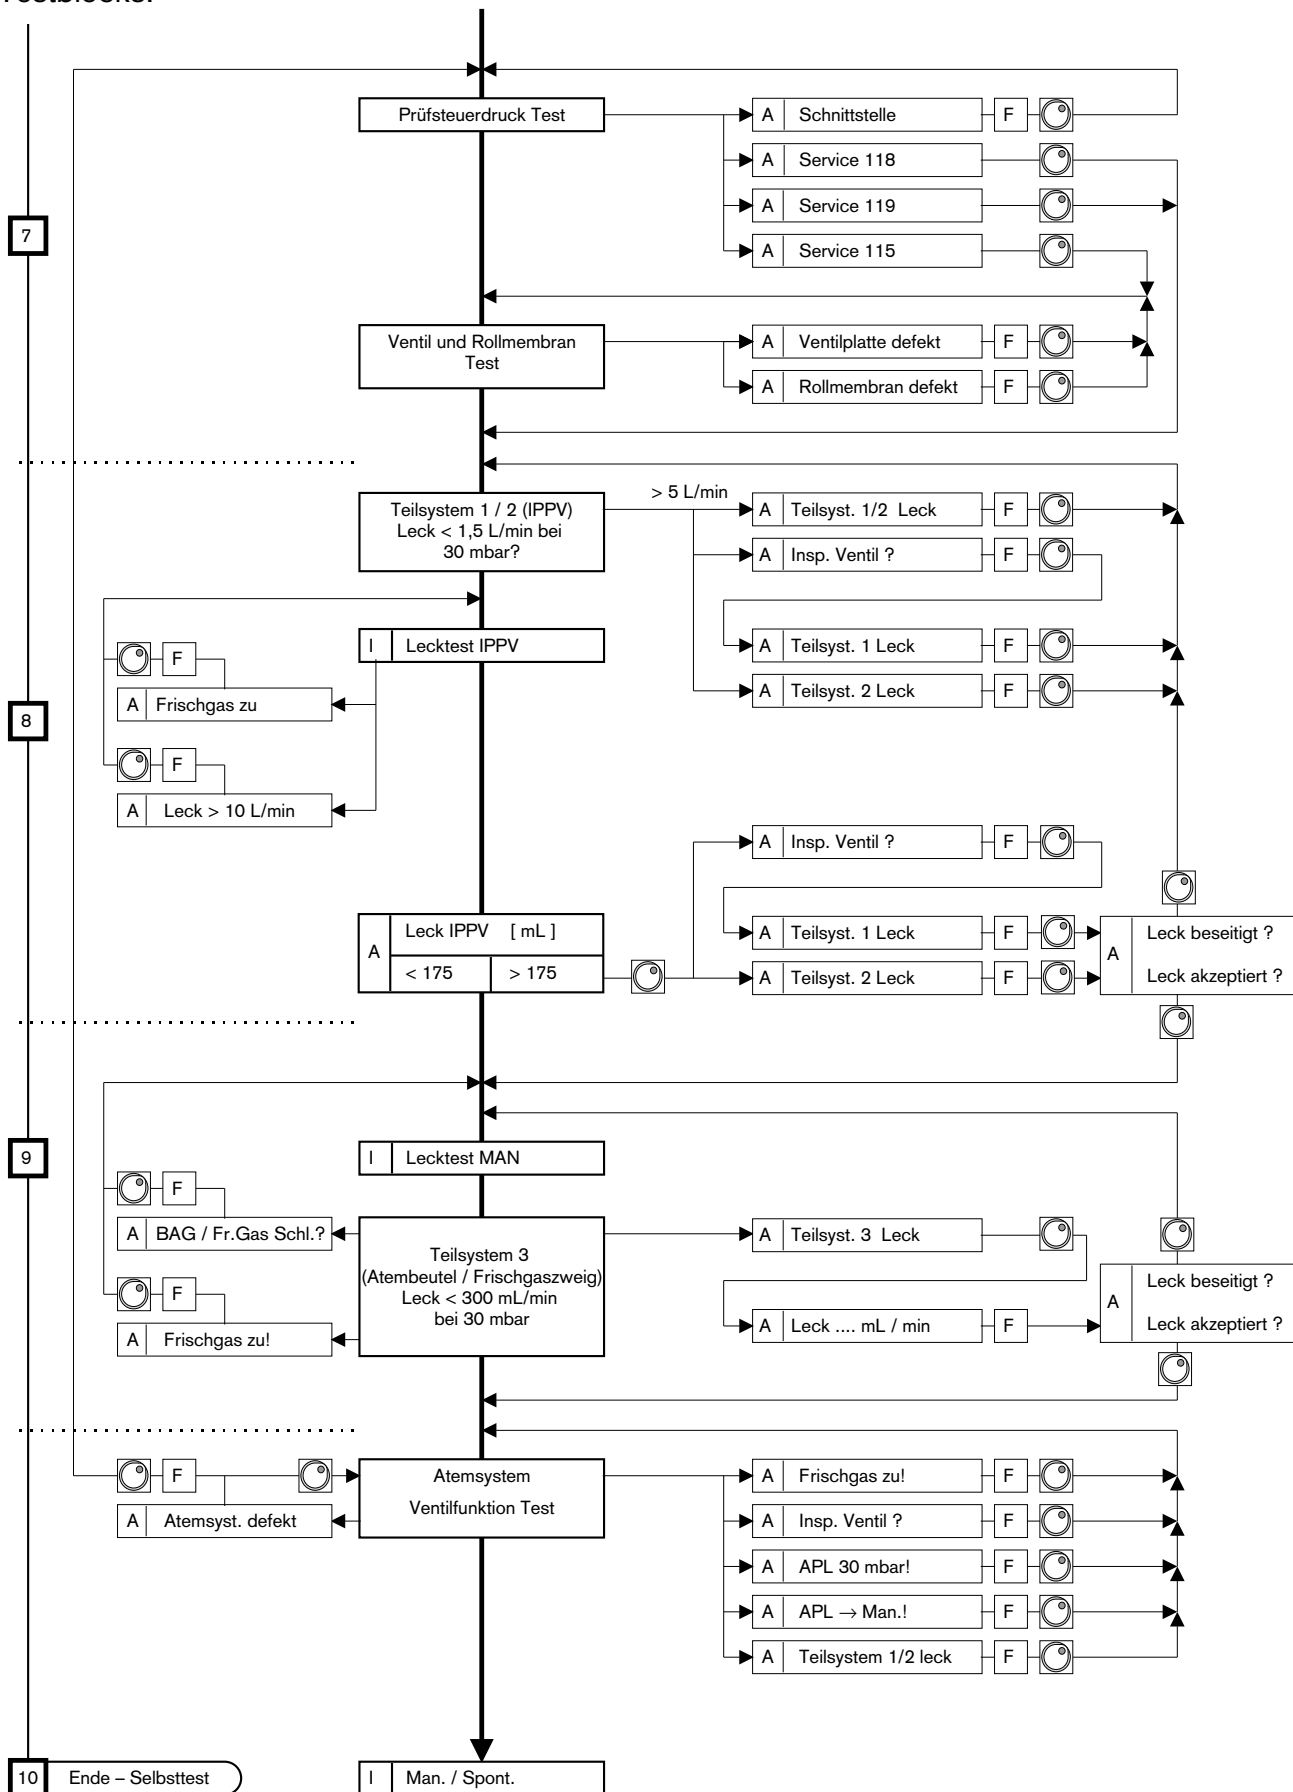 Testblocks.
Prüfsteuerdruck Test
A Schnittstelle F
A Service 118
A Service 119
7
A Service 115
Ventil und Rollmembran
Test
A Ventilplatte defekt F
A Rollmembran defekt F
Teilsystem 1 / 2 (IPPV)
Leck < 1,5 L/min bei
30 mbar?
> 5 L/min
A Teilsyst. 1/2 Leck F
A Insp. Ventil ? F
I Lecktest IPPV
A Teilsyst. 1 Leck F
F
A Frischgas zu
A Teilsyst. 2 Leck F
8
F
A Leck > 10 L/min
A Insp. Ventil ? F
A Leck IPPV [ mL ]
< 175 > 175
A Teilsyst. 1 Leck F
A Teilsyst. 2 Leck F
A Leck beseitigt ?
Leck akzeptiert ?
9
I Lecktest MAN
F
A BAG / Fr.Gas Schl.?
F
A Frischgas zu!
Teilsystem 3
(Atembeutel / Frischgaszweig)
Leck < 300 mL/min
bei 30 mbar
A Teilsyst. 3 Leck
A Leck .... mL / min F
A Leck beseitigt ?
Leck akzeptiert ?
F
A Atemsyst. defekt
Atemsystem
Ventilfunktion Test
A Frischgas zu! F
A Insp. Ventil ? F
A APL 30 mbar! F
A APL → Man.! F
A Teilsystem 1/2 leck F
10 Ende – Selbsttest
I Man. / Spont.